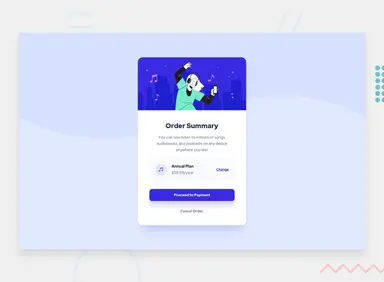 Order Summary
You can now listen to millions of songs,
audiobooks, and podcasts on any device
anywhere you like!
Annual Plan
$59.99/year
Change
Proceed to Payment
Cancel Order